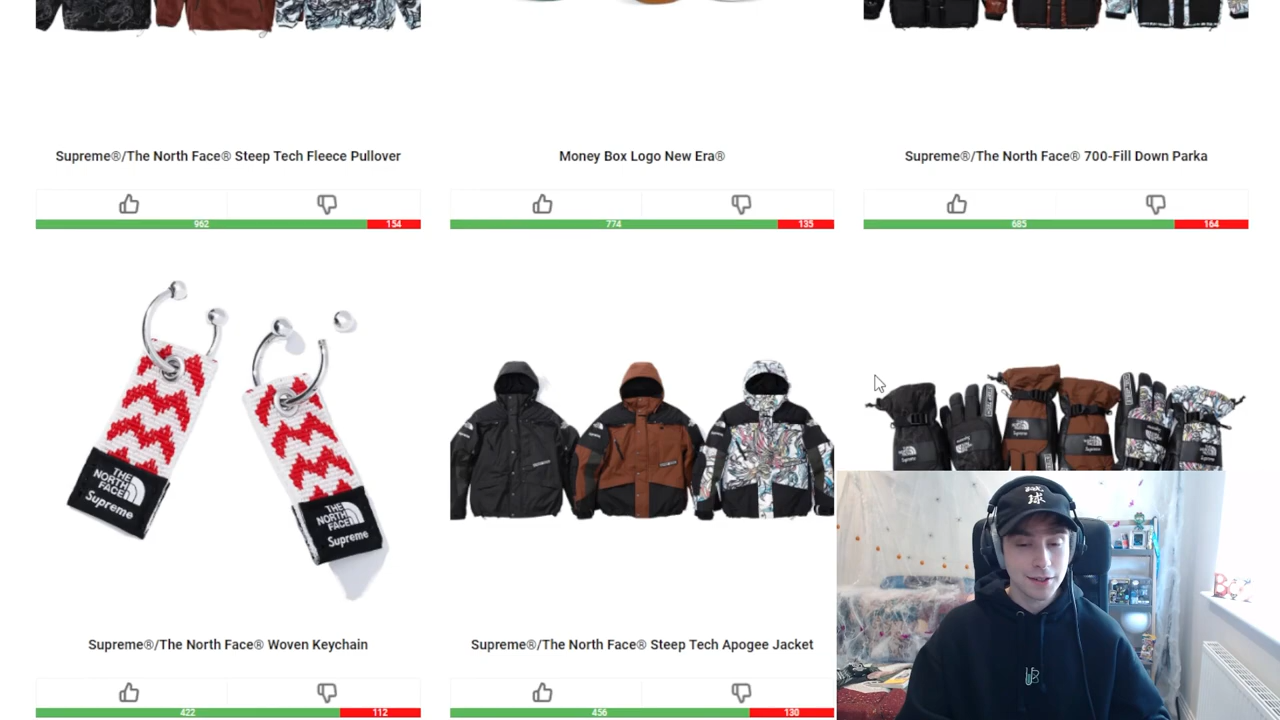 Supreme®/The North Face® Steep Tech Fleece Pullover
Money Box Logo New Era®
Supreme®/The North Face® 700-Fill Down Parka
962
154
774
135
685
164
THE
NORTH
FACE
Supreme
THE
NORTH
FACE
Supreme
Supreme®/The North Face® Woven Keychain
Supreme®/The North Face® Steep Tech Apogee Jacket
422
112
456
130